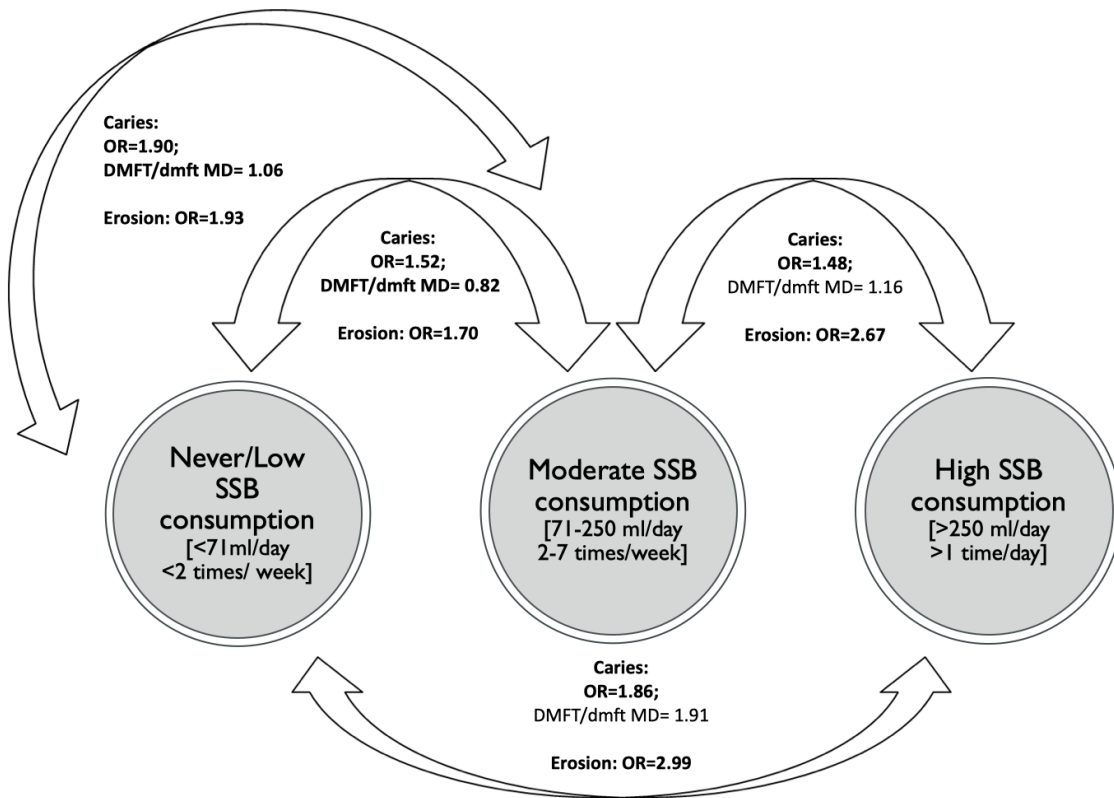 Caries:
OR=1.90;
DMFT/dmft MD= 1.06
Erosion: OR=1.93
Caries:
OR=1.52;
DMFT/dmft MD= 0.82
Erosion: OR=1.70
Caries:
OR=1.48;
DMFT/dmft MD= 1.16
Erosion: OR=2.67
Never/Low
SSB
consumption
[<71ml/day
<2 times/ week]
Moderate SSB
consumption
[71-250 ml/day
2-7 times/week]
High SSB
consumption
[>250 ml/day
>1 time/day]
Caries:
OR=1.86;
DMFT/dmft MD= 1.91
Erosion: OR=2.99